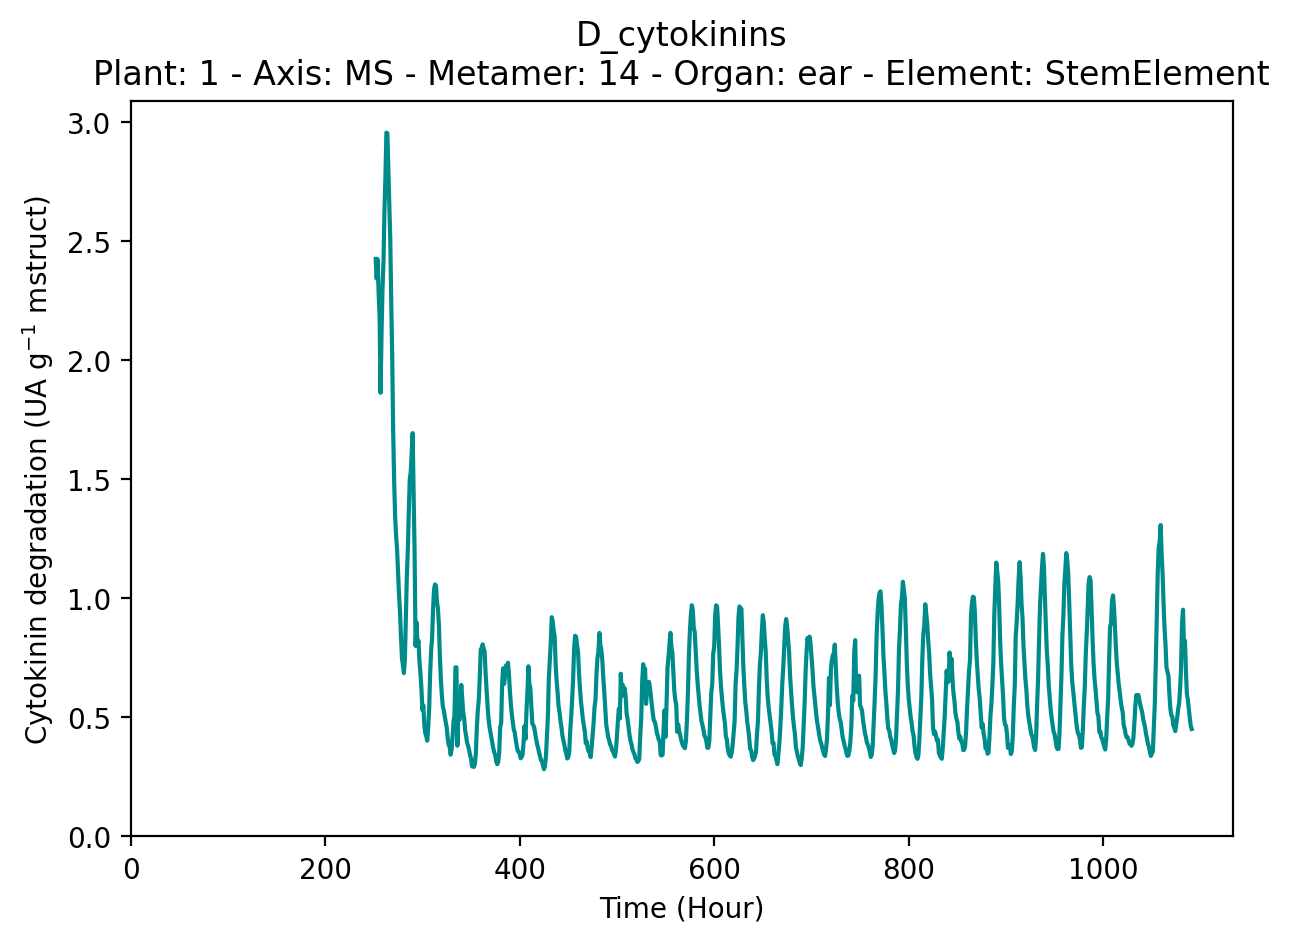 D_cytokinins
Plant: 1 - Axis: MS - Metamer: 14 - Organ: ear - Element: StemElement
Cytokinin degradation (UA g⁻¹ mstruct)
3.0
2.5
2.0
1.5
1.0
0.5
0.0
0 200 400 600 800 1000
Time (Hour)